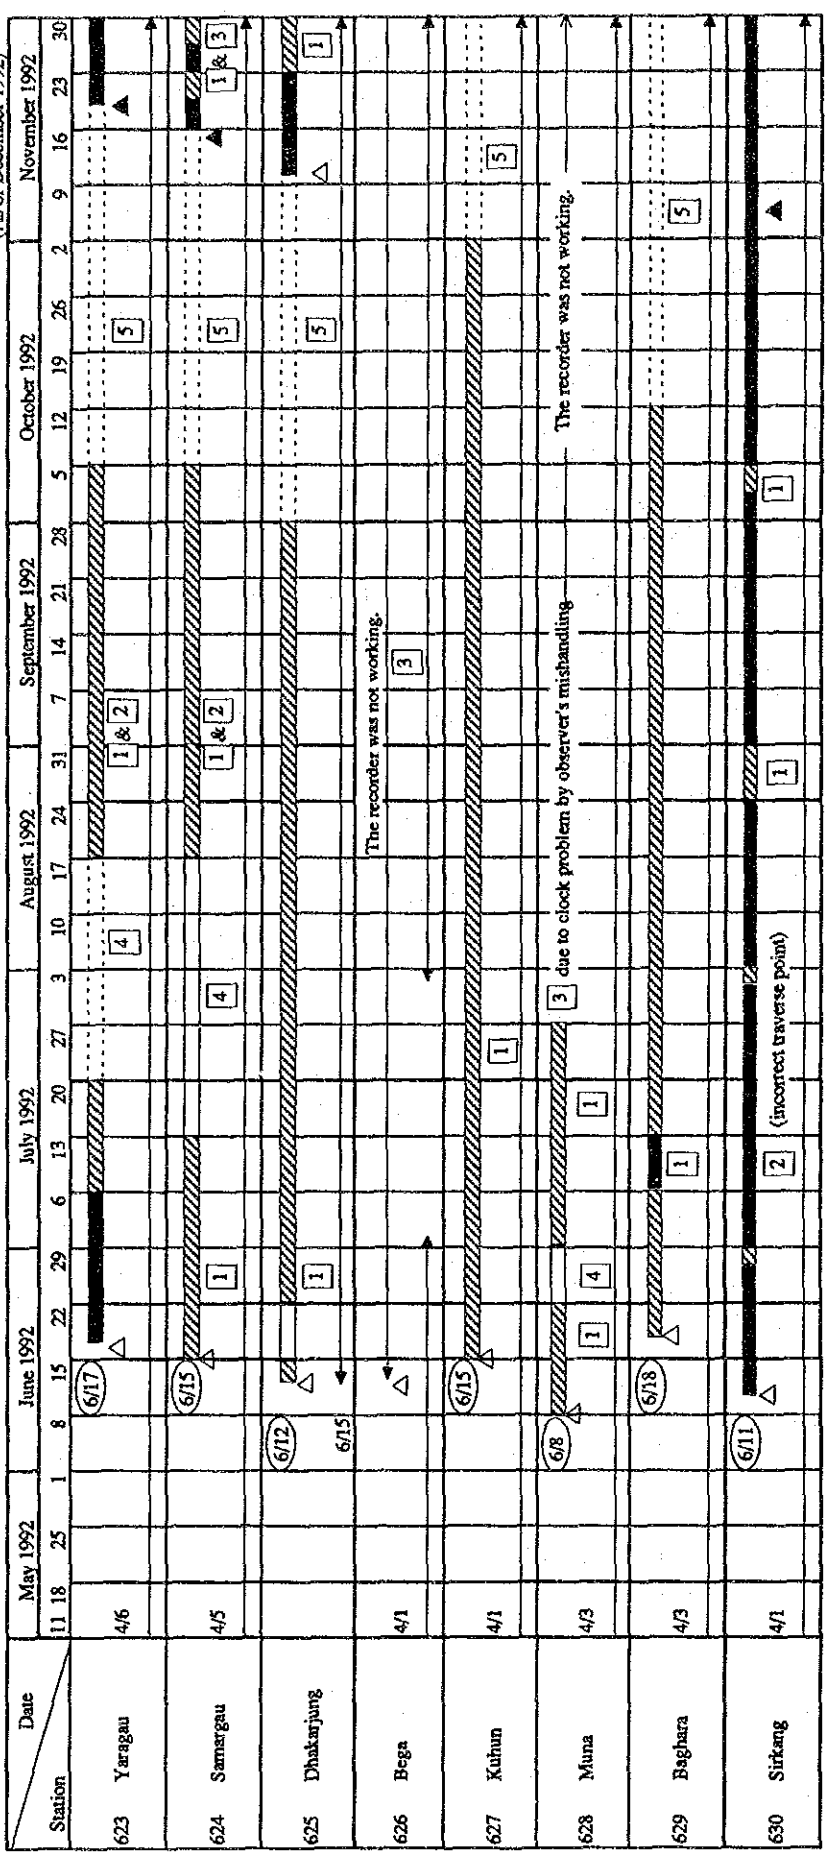 Date
Station
May 1992
June 1992
July 1992
August 1992
September 1992
October 1992
November 1992
11 18 25 1 8 15 22 29 6 13 20 27 3 10 17 24 31 7 14 21 28 5 12 19 26 2 9 16 23 30
623 Yaragau 4/6 6/17 4 1 & 2 5
624 Samargau 4/5 6/15 1 4 1 & 2 5 1 & 3
625 Dhakarjung 6/12 6/15 1 5 1
626 Bega 4/1 The recorder was not working. 3
627 Kuhun 4/1 6/15 1 5
628 Muna 4/3 6/8 1 4 1 3 due to clock problem by observer's mishandling The recorder was not working.
629 Baghara 4/3 6/18 1 5
630 Sirkang 4/1 6/11 2 (incorrect traverse point) 1 1